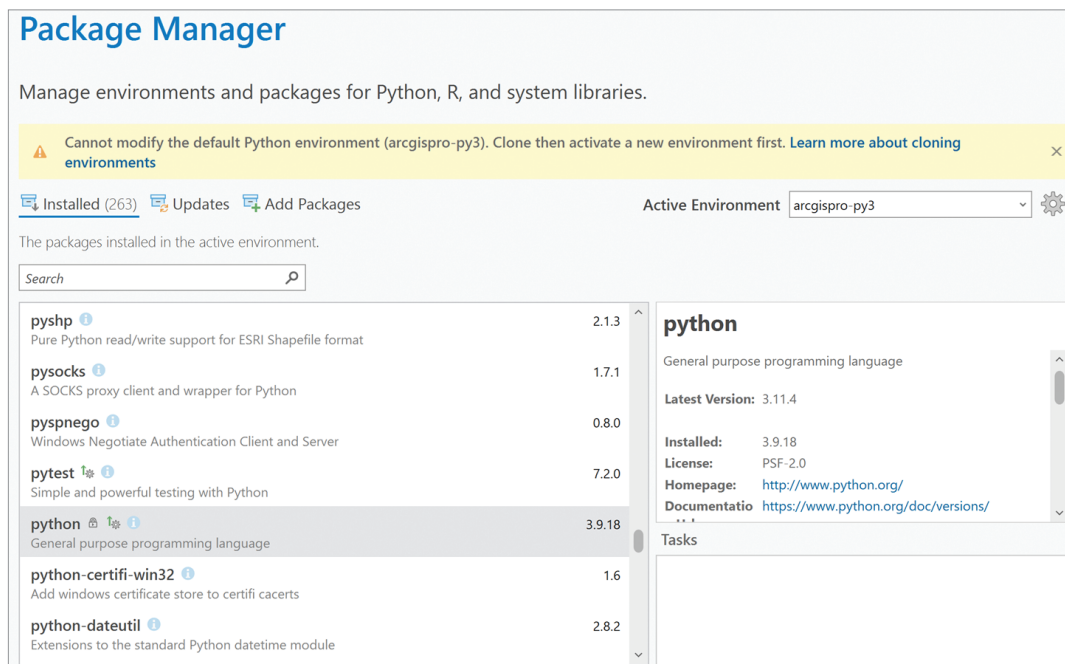 Package Manager
Manage environments and packages for Python, R, and system libraries.
Cannot modify the default Python environment (arcgispro-py3). Clone then activate a new environment first. Learn more about cloning
environments
Installed (263) Updates Add Packages Active Environment arcgispro-py3
The packages installed in the active environment.
Search
pyshp 2.1.3
Pure Python read/write support for ESRI Shapefile format
pysocks 1.7.1
A SOCKS proxy client and wrapper for Python
pyspnego 0.8.0
Windows Negotiate Authentication Client and Server
pytest 7.2.0
Simple and powerful testing with Python
python 3.9.18
General purpose programming language
python-certifi-win32 1.6
Add windows certificate store to certifi cacerts
python-dateutil 2.8.2
Extensions to the standard Python datetime module
python
General purpose programming language
Latest Version: 3.11.4
Installed: 3.9.18
License: PSF-2.0
Homepage: http://www.python.org/
Documentatio https://www.python.org/doc/versions/
Tasks